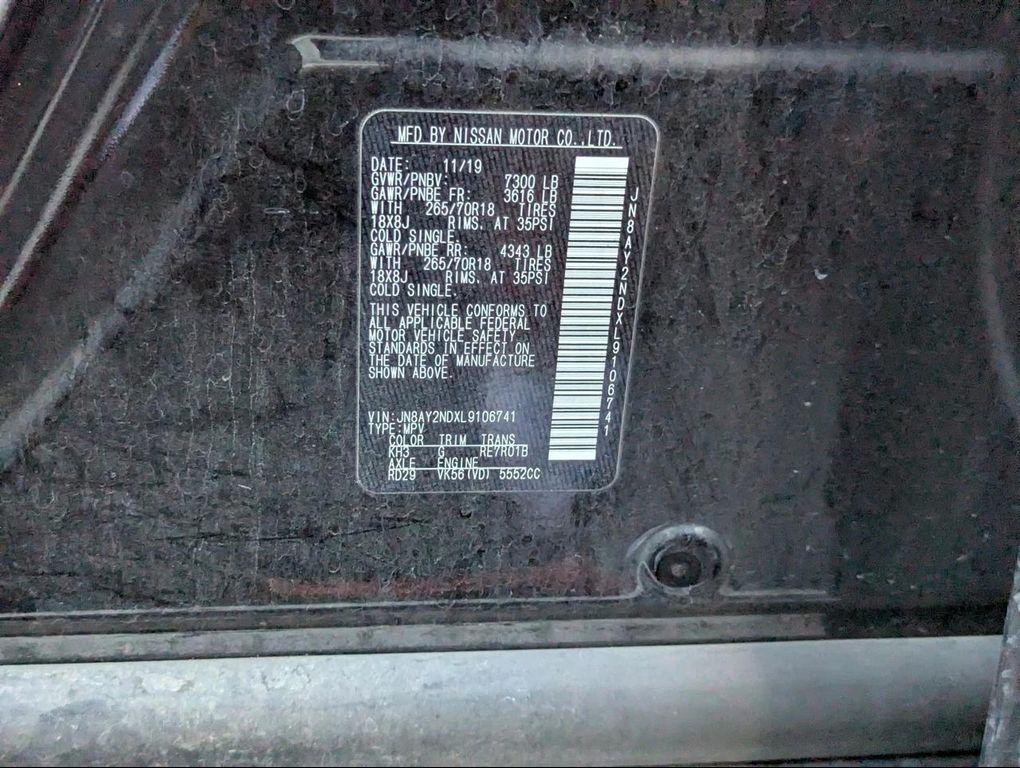 MFD BY NISSAN MOTOR CO.,LTD.
DATE: 11/19
GVWR/PNBV: 7300 LB
GAWR/PNBE FR: 3616 LB
WITH 265/70R18 TIRES
18X8J RIMS, AT 35PSI
COLD SINGLE.
GAWR/PNBE RR: 4343 LB
WITH 265/70R18 TIRES
18X8J RIMS, AT 35PSI
COLD SINGLE.
THIS VEHICLE CONFORMS TO
ALL APPLICABLE FEDERAL
MOTOR VEHICLE SAFETY
STANDARDS IN EFFECT ON
THE DATE OF MANUFACTURE
SHOWN ABOVE.
VIN:JN8AY2NDXL9106741
TYPE:MPV
COLOR TRIM TRANS
KH3 G RE7R01B
AXLE ENGINE
RD29 VK56(VD) 5552CC
JN8AY2NDXL9106741